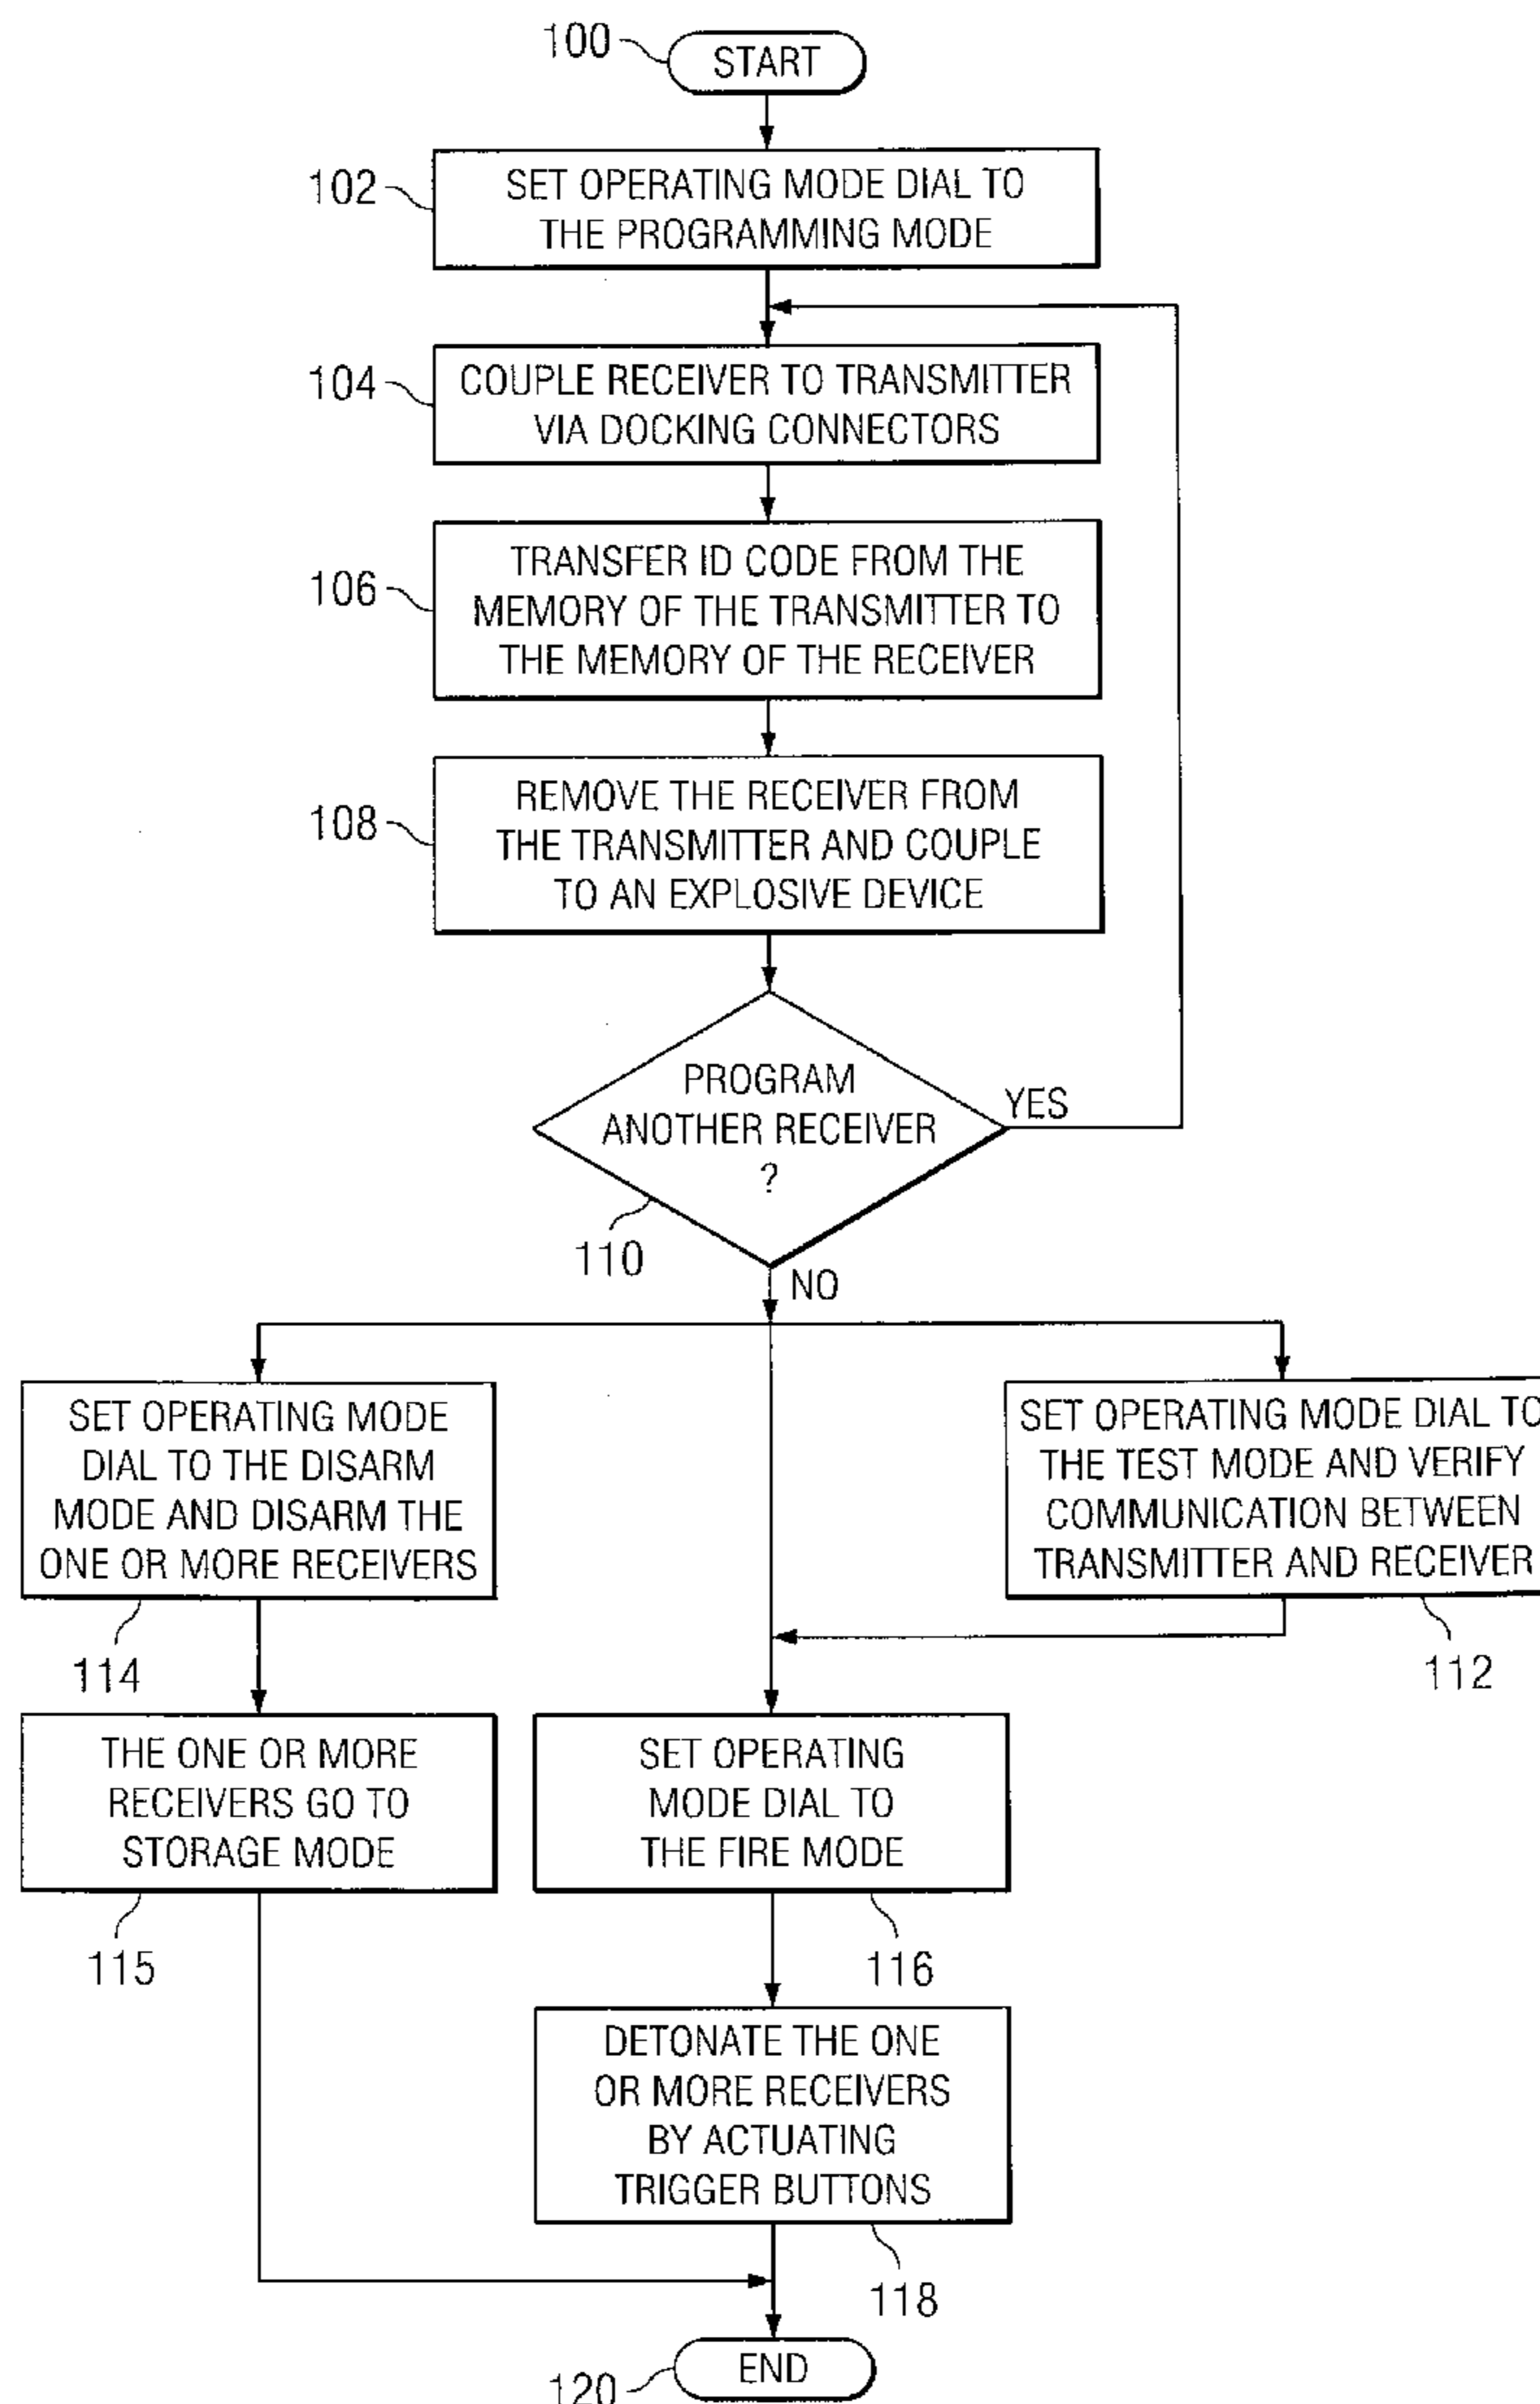 100
START
102
SET OPERATING MODE DIAL TO
THE PROGRAMMING MODE
104
COUPLE RECEIVER TO TRANSMITTER
VIA DOCKING CONNECTORS
106
TRANSFER ID CODE FROM THE
MEMORY OF THE TRANSMITTER TO
THE MEMORY OF THE RECEIVER
108
REMOVE THE RECEIVER FROM
THE TRANSMITTER AND COUPLE
TO AN EXPLOSIVE DEVICE
PROGRAM
ANOTHER RECEIVER
?
YES
110
NO
SET OPERATING MODE
DIAL TO THE DISARM
MODE AND DISARM THE
ONE OR MORE RECEIVERS
114
SET OPERATING MODE DIAL TO
THE TEST MODE AND VERIFY
COMMUNICATION BETWEEN
TRANSMITTER AND RECEIVER
112
THE ONE OR MORE
RECEIVERS GO TO
STORAGE MODE
115
SET OPERATING
MODE DIAL TO
THE FIRE MODE
116
DETONATE THE ONE
OR MORE RECEIVERS
BY ACTUATING
TRIGGER BUTTONS
118
120
END